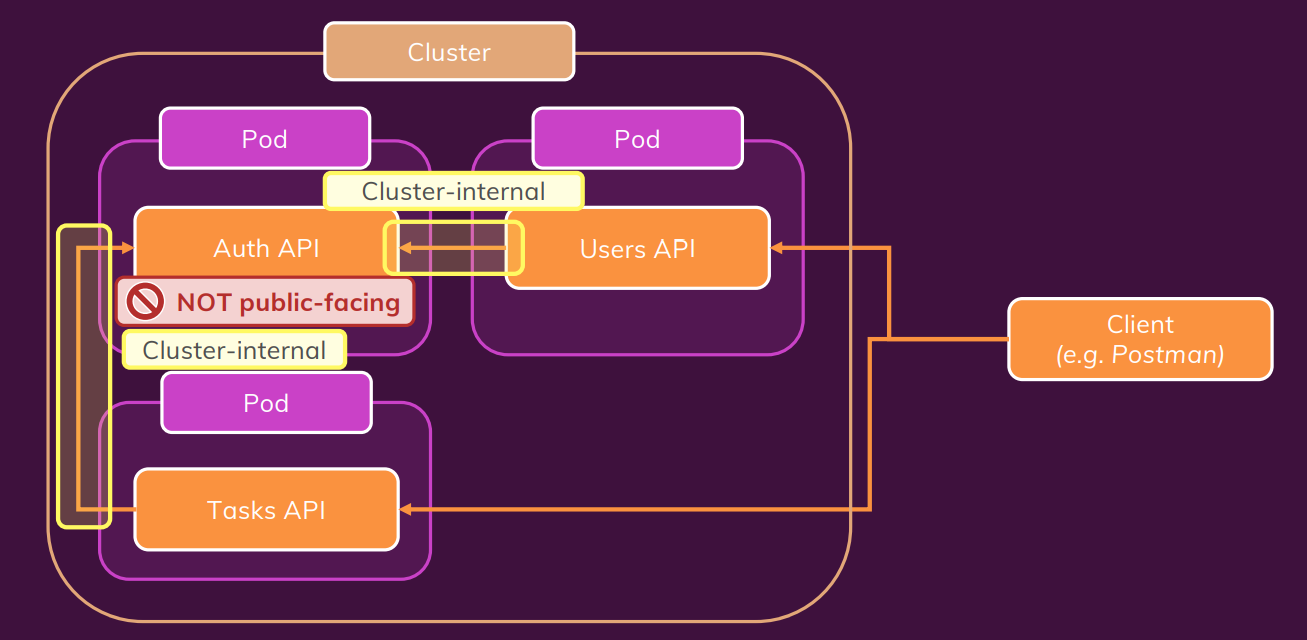 Cluster
Pod
Pod
Cluster-internal
Auth API
Users API
NOT public-facing
Client
(e.g. Postman)
Cluster-internal
Pod
Tasks API